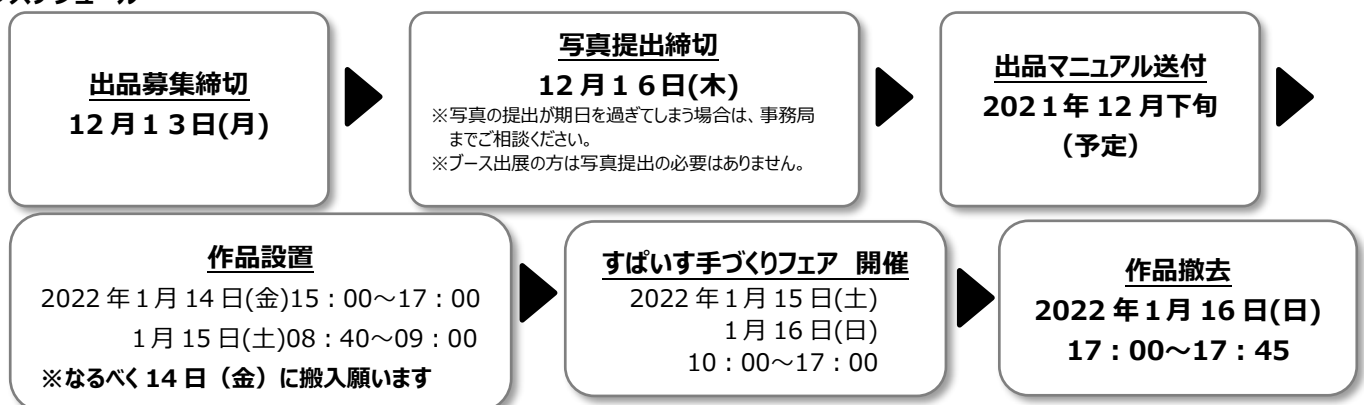 スケジュール
出品募集締切
12月13日(月)
写真提出締切
12月16日(木)
※写真の提出が期日を過ぎてしまう場合は、事務局
までご相談ください。
※ブース出展の方は写真提出の必要はありません。
出品マニュアル送付
2021年12月下旬
(予定)
作品設置
2022年1月14日(金)15:00~17:00
1月15日(土)08:40~09:00
※なるべく14日(金)に搬入願います
すぱいす手づくりフェア 開催
2022年1月15日(土)
1月16日(日)
10:00~17:00
作品撤去
2022年1月16日(日)
17:00~17:45